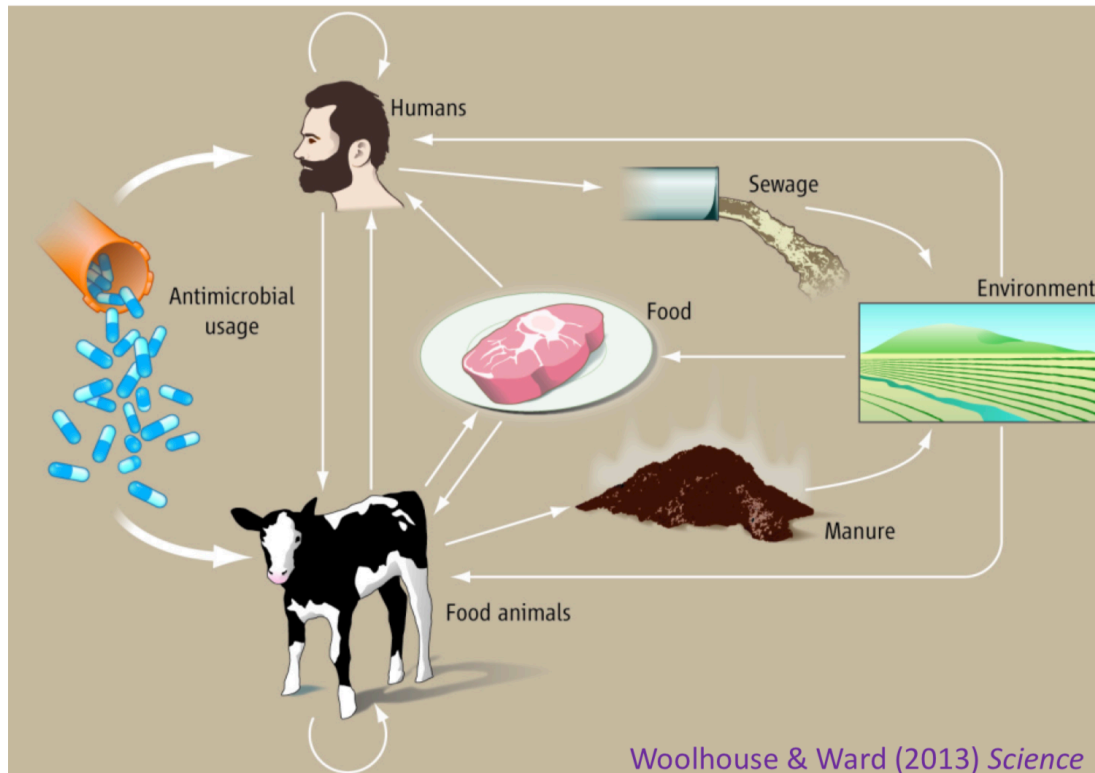 Humans
Sewage
Antimicrobial
usage
Environment
Food
Manure
Food animals
Woolhouse & Ward (2013) Science